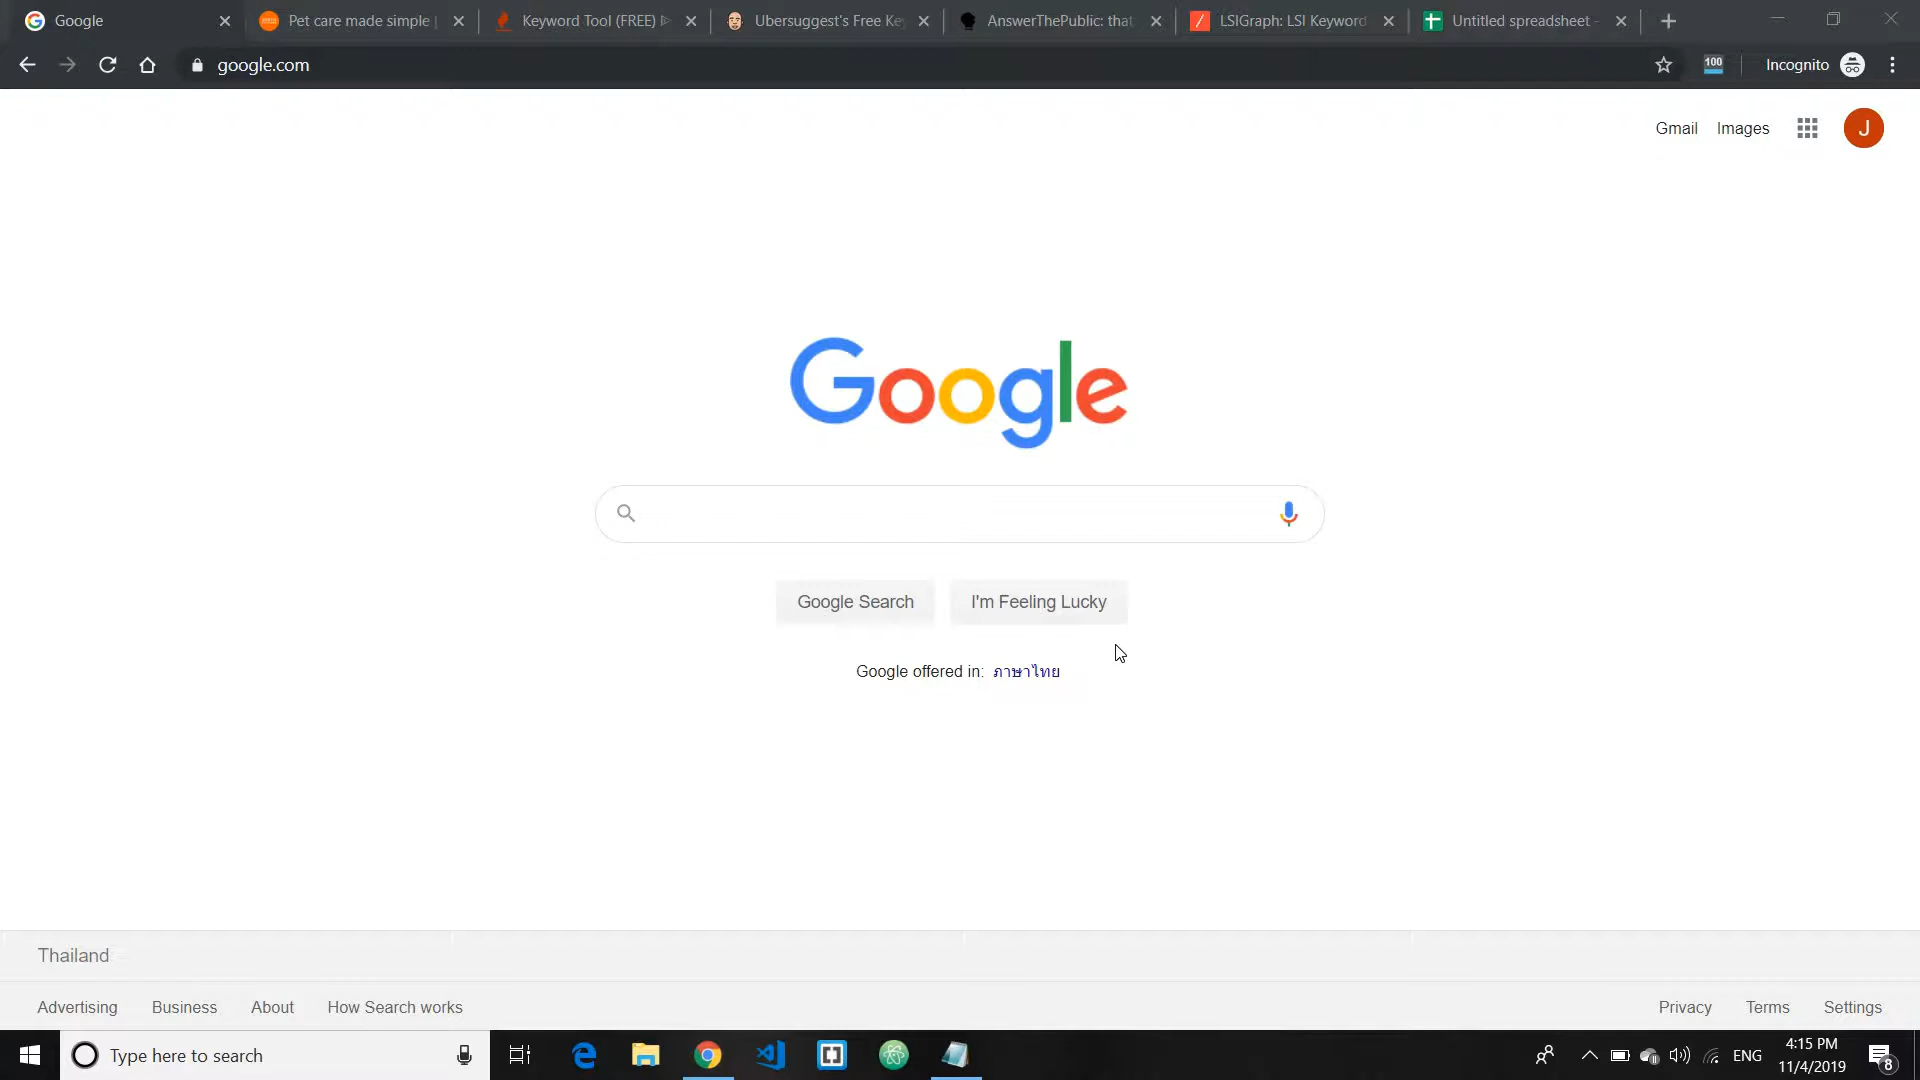 Google
Pet care made simple
Keyword Tool (FREE)
Ubersuggest's Free Ke
AnswerThePublic: that
LSIGraph: LSI Keyword
Untitled spreadsheet -
google.com
100
Incognito
Gmail
Images
J
Google
Google Search
I'm Feeling Lucky
Google offered in: ภาษาไทย
Thailand
Advertising
Business
About
How Search works
Privacy
Terms
Settings
Type here to search
ENG
4:15 PM
11/4/2019
8